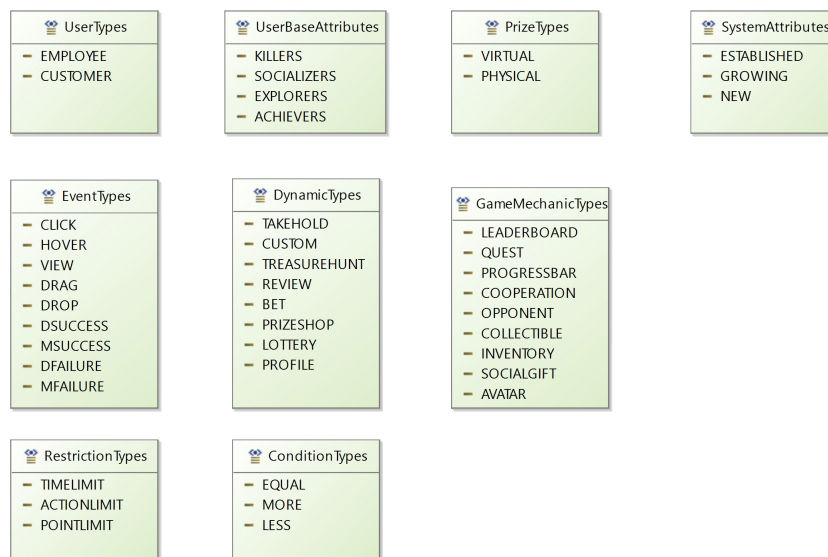 UserTypes
EMPLOYEE
CUSTOMER
UserBaseAttributes
KILLERS
SOCIALIZERS
EXPLORERS
ACHIEVERS
PrizeTypes
VIRTUAL
PHYSICAL
SystemAttributes
ESTABLISHED
GROWING
NEW
EventTypes
CLICK
HOVER
VIEW
DRAG
DROP
DSUCCESS
MSUCCESS
DFAILURE
MFAILURE
DynamicTypes
TAKEHOLD
CUSTOM
TREASUREHUNT
REVIEW
BET
PRIZESHOP
LOTTERY
PROFILE
GameMechanicTypes
LEADERBOARD
QUEST
PROGRESSBAR
COOPERATION
OPPONENT
COLLECTIBLE
INVENTORY
SOCIALGIFT
AVATAR
RestrictionTypes
TIMELIMIT
ACTIONLIMIT
POINTLIMIT
ConditionTypes
EQUAL
MORE
LESS